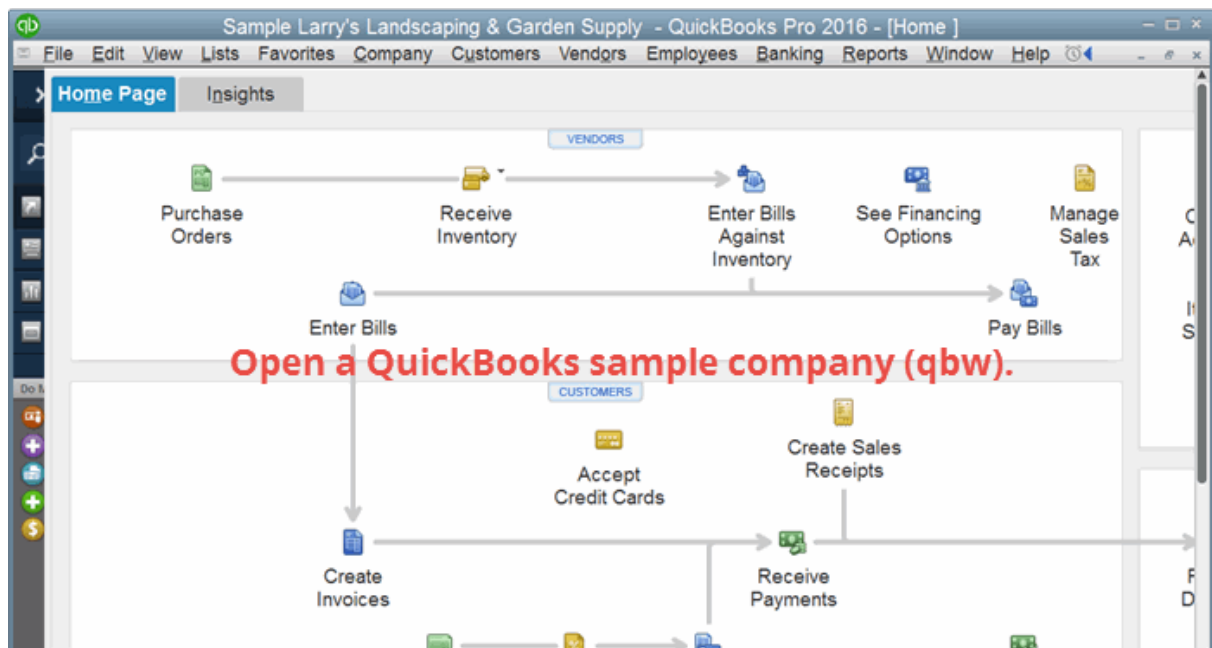 qb
Sample Larry's Landscaping & Garden Supply - QuickBooks Pro 2016 - [Home ]
File Edit View Lists Favorites Company Customers Vendors Employees Banking Reports Window Help
Home Page Insights
VENDORS
Purchase
Orders
Receive
Inventory
Enter Bills
Against
Inventory
See Financing
Options
Manage
Sales
Tax
Enter Bills
Pay Bills
Open a QuickBooks sample company (qbw).
Do
CUSTOMERS
Accept
Credit Cards
Create Sales
Receipts
Create
Invoices
Receive
Payments